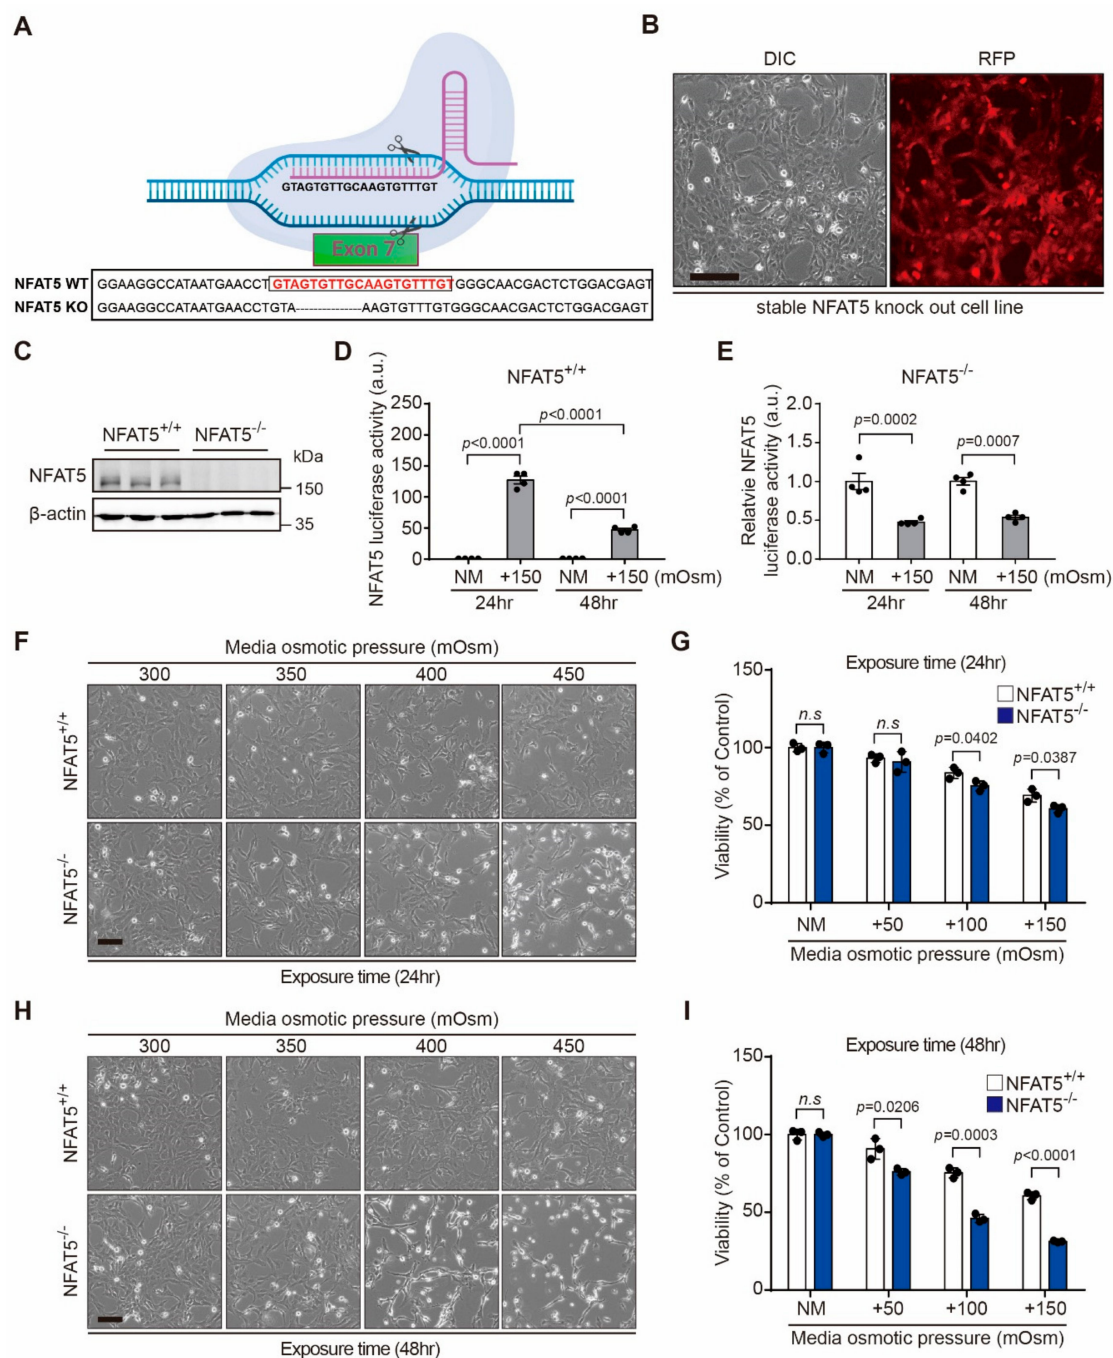 A
GTAGTGTTGCAAGTGTTTGT
Exon 7
NFAT5 WT GGAAGGCCATAATGAACCTGTAGTGTTGCAAGTGTTTGTGGGCAACGACTCTGGACGAGT
NFAT5 KO GGAAGGCCATAATGAACCTGTA---------------AAGTGTTTGTGGGCAACGACTCTGGACGAGT
B
DIC RFP
stable NFAT5 knock out cell line
C
NFAT5+/+ NFAT5-/-
kDa
NFAT5
150
β-actin
35
D
NFAT5+/+
NFAT5 luciferase activity (a.u.)
250
200
150
100
50
0
p<0.0001
p<0.0001
p<0.0001
NM +150 NM +150 (mOsm)
24hr 48hr
E
NFAT5-/-
Relatvie NFAT5
luciferase activity (a.u.)
2.0
1.5
1.0
0.5
0.0
p=0.0002
p=0.0007
NM +150 NM +150 (mOsm)
24hr 48hr
F
Media osmotic pressure (mOsm)
300 350 400 450
NFAT5+/+
NFAT5-/-
Exposure time (24hr)
G
Exposure time (24hr)
NFAT5+/+
NFAT5-/-
Viability (% of Control)
150
100
50
0
n.s
n.s
p=0.0402
p=0.0387
NM +50 +100 +150
Media osmotic pressure (mOsm)
H
Media osmotic pressure (mOsm)
300 350 400 450
NFAT5+/+
NFAT5-/-
Exposure time (48hr)
I
Exposure time (48hr)
NFAT5+/+
NFAT5-/-
Viability (% of Control)
150
100
50
0
n.s
p=0.0206
p=0.0003
p<0.0001
NM +50 +100 +150
Media osmotic pressure (mOsm)